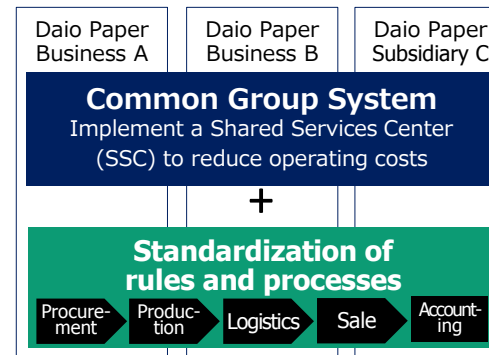 Daio Paper
Business A
Daio Paper
Business B
Daio Paper
Subsidiary C
Common Group System
Implement a Shared Services Center
(SSC) to reduce operating costs
+
Standardization of
rules and processes
Procure-
ment
Produc-
tion
Logistics
Sale
Account-
ing